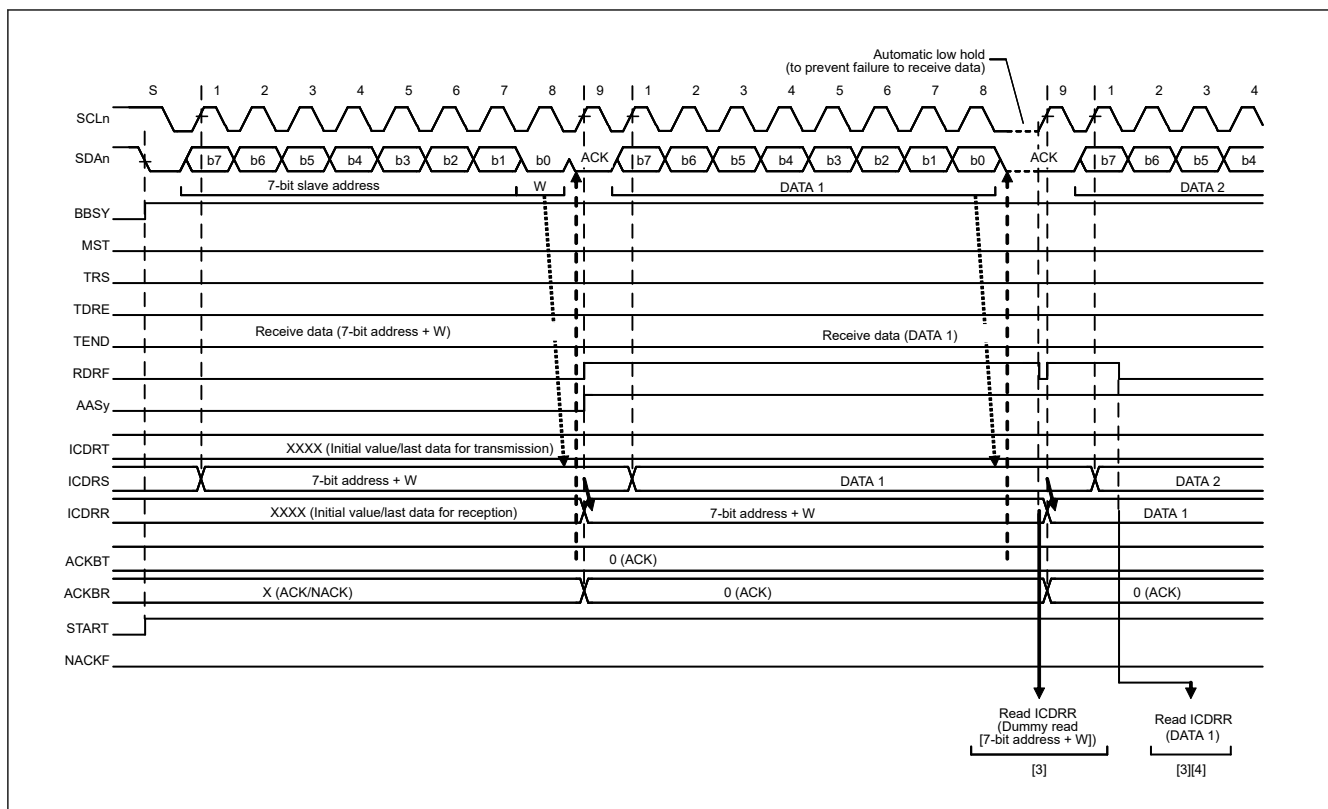 Automatic low hold
(to prevent failure to receive data)
S 1 2 3 4 5 6 7 8 9 1 2 3 4 5 6 7 8 9 1 2 3 4
SCLn
SDAn b7 b6 b5 b4 b3 b2 b1 b0 ACK b7 b6 b5 b4 b3 b2 b1 b0 ACK b7 b6 b5 b4
7-bit slave address W DATA 1 DATA 2
BBSY
MST
TRS
TDRE
Receive data (7-bit address + W) Receive data (DATA 1)
TEND
RDRF
AASy
ICDRT XXXX (Initial value/last data for transmission)
ICDRS 7-bit address + W DATA 1 DATA 2
ICDRR XXXX (Initial value/last data for reception) 7-bit address + W DATA 1
ACKBT 0 (ACK)
ACKBR X (ACK/NACK) 0 (ACK) 0 (ACK)
START
NACKF
Read ICDRR
(Dummy read
[7-bit address + W])
[3]
Read ICDRR
(DATA 1)
[3][4]